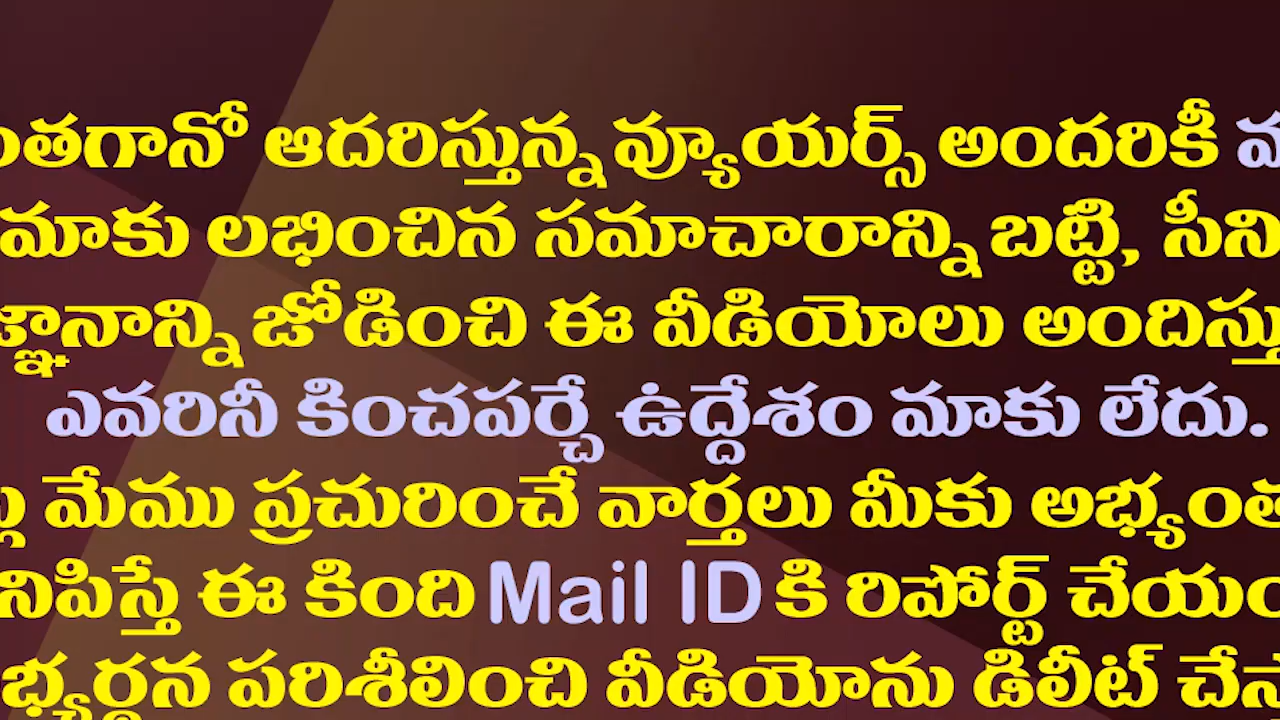 ంతగానో ఆదరిస్తున్న వ్యూయర్స్ అందరికీ
మాకు లభించిన సమాచారాన్ని బట్టి, సీని
జ్ఞానాన్ని జోడించి ఈ వీడియోలు అందిస్తు
ఎవరినీ కించపర్చే ఉద్దేశం మాకు లేదు.
మేము ప్రచురించే వార్తలు మీకు అభ్యంత
నిపిస్తే ఈ కింది Mail ID కి రిపోర్ట్ చేయం
భ్యర్థన పరిశీలించి వీడియోను డిలీట్ చేస